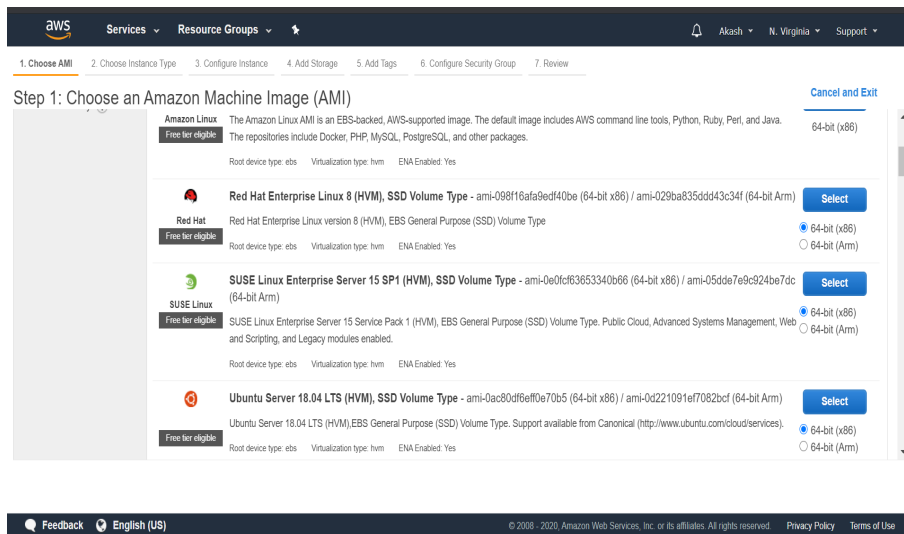 aws Services Resource Groups Akash N. Virginia Support
1. Choose AMI 2. Choose Instance Type 3. Configure Instance 4. Add Storage 5. Add Tags 6. Configure Security Group 7. Review
Step 1: Choose an Amazon Machine Image (AMI)
Cancel and Exit
Amazon Linux
Free tier eligible
The Amazon Linux AMI is an EBS-backed, AWS-supported image. The default image includes AWS command line tools, Python, Ruby, Perl, and Java.
The repositories include Docker, PHP, MySQL, PostgreSQL, and other packages.
Root device type: ebs Virtualization type: hvm ENA Enabled: Yes
64-bit (x86)
Red Hat
Free tier eligible
Red Hat Enterprise Linux 8 (HVM), SSD Volume Type - ami-098f16afa9edf40be (64-bit x86) / ami-029ba835ddd43c34f (64-bit Arm)
Red Hat Enterprise Linux version 8 (HVM), EBS General Purpose (SSD) Volume Type
Root device type: ebs Virtualization type: hvm ENA Enabled: Yes
Select
64-bit (x86)
64-bit (Arm)
SUSE Linux
Free tier eligible
SUSE Linux Enterprise Server 15 SP1 (HVM), SSD Volume Type - ami-0e0fcf63653340b66 (64-bit x86) / ami-05dde7e9c924be7dc
(64-bit Arm)
SUSE Linux Enterprise Server 15 Service Pack 1 (HVM), EBS General Purpose (SSD) Volume Type. Public Cloud, Advanced Systems Management, Web
and Scripting, and Legacy modules enabled.
Root device type: ebs Virtualization type: hvm ENA Enabled: Yes
Select
64-bit (x86)
64-bit (Arm)
Free tier eligible
Ubuntu Server 18.04 LTS (HVM), SSD Volume Type - ami-0ac80df6eff0e70b5 (64-bit x86) / ami-0d221091ef7082bcf (64-bit Arm)
Ubuntu Server 18.04 LTS (HVM),EBS General Purpose (SSD) Volume Type. Support available from Canonical (http://www.ubuntu.com/cloud/services).
Root device type: ebs Virtualization type: hvm ENA Enabled: Yes
Select
64-bit (x86)
64-bit (Arm)
Feedback English (US) © 2008 - 2020, Amazon Web Services, Inc. or its affiliates. All rights reserved. Privacy Policy Terms of Use